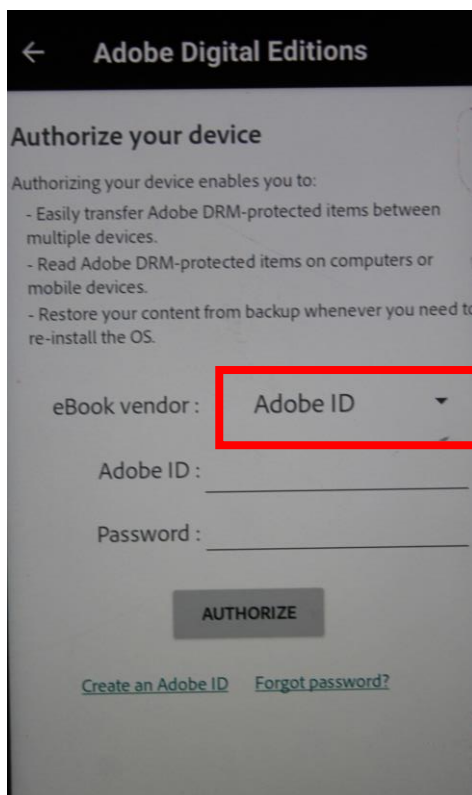 Adobe Digital Editions
Authorize your device
Authorizing your device enables you to:
- Easily transfer Adobe DRM-protected items between
multiple devices.
- Read Adobe DRM-protected items on computers or
mobile devices.
- Restore your content from backup whenever you need to
re-install the OS.
eBook vendor : Adobe ID
Adobe ID :
Password :
AUTHORIZE
Create an Adobe ID Forgot password?